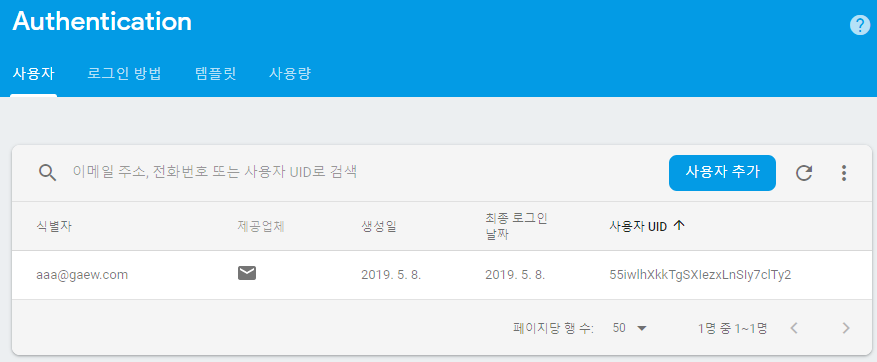 Authentication
사용자 로그인 방법 템플릿 사용량
이메일 주소, 전화번호 또는 사용자 UID로 검색
사용자 추가
식별자 제공업체 생성일 최종 로그인 날짜 사용자 UID
aaa@gaew.com 2019. 5. 8. 2019. 5. 8. 55iwlhXkkTgSXIezxLnSIy7clTy2
페이지당 행 수: 50 1명 중 1~1명